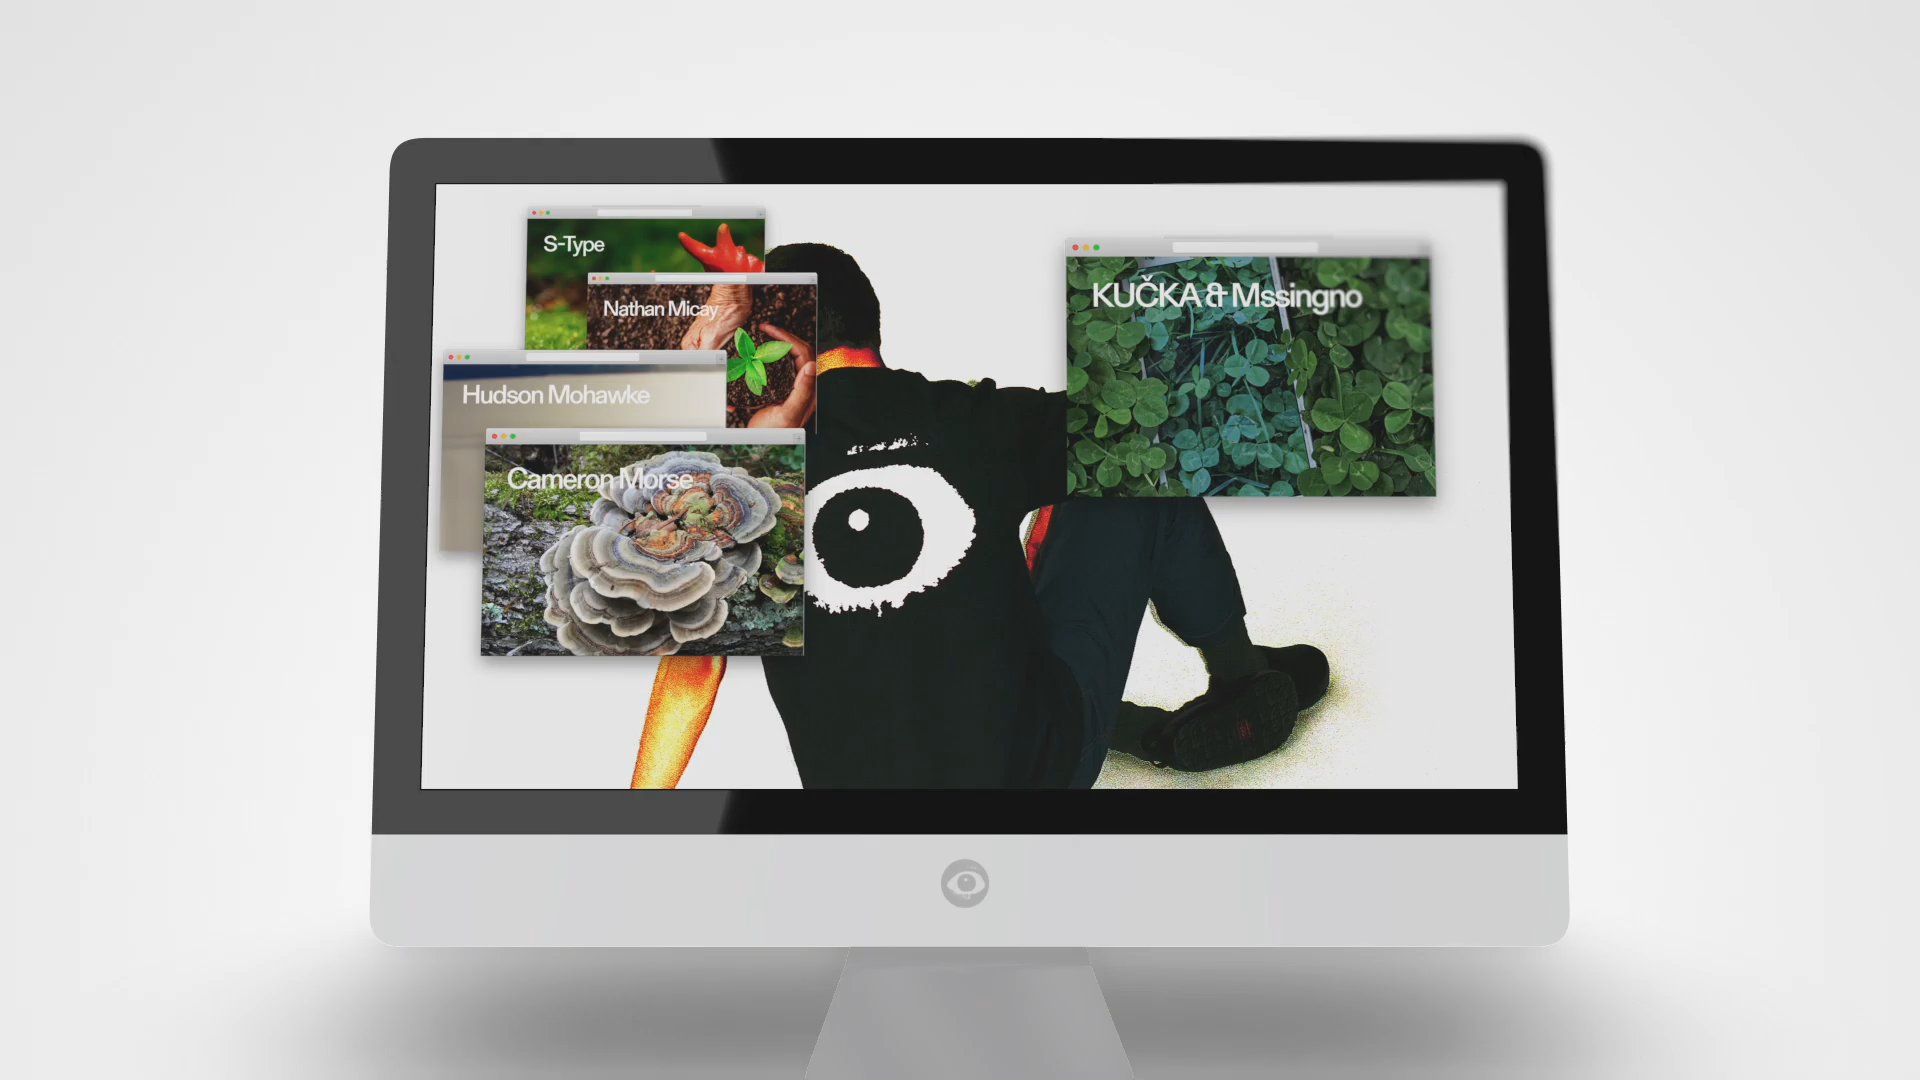 S-Type
Nathan Micay
Hudson Mohawke
Cameron Morse
KUČKA & Mssingno